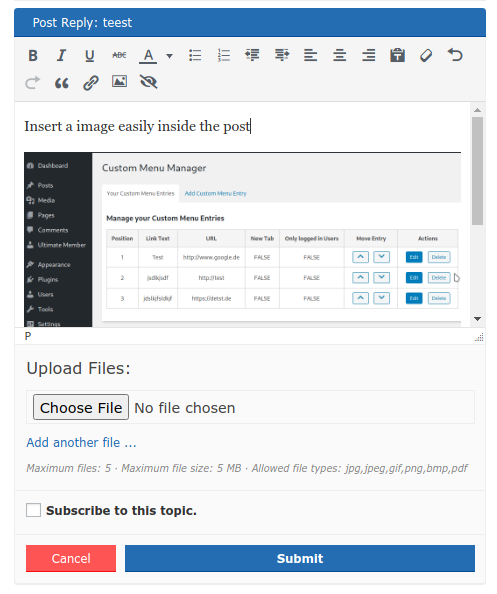 Post Reply: teest
B I U ABC A
Insert a image easily inside the post
Dashboard
Posts
Media
Pages
Comments
Ultimate Member
Appearance
Plugins
Users
Tools
Settings
Custom Menu Manager
Your Custom Menu Entries Add Custom Menu Entry
Manage your Custom Menu Entries
Position Link Text URL New Tab Only logged in Users Move Entry Actions
1 Test http://www.google.de FALSE FALSE Edit Delete
2 jsdlkjsdf http://test FALSE FALSE Edit Delete
3 https://detst.de FALSE FALSE Edit Delete
P
Upload Files:
Choose File No file chosen
Add another file ...
Maximum files: 5 · Maximum file size: 5 MB · Allowed file types: jpg,jpeg,gif,png,bmp,pdf
Subscribe to this topic.
Cancel Submit